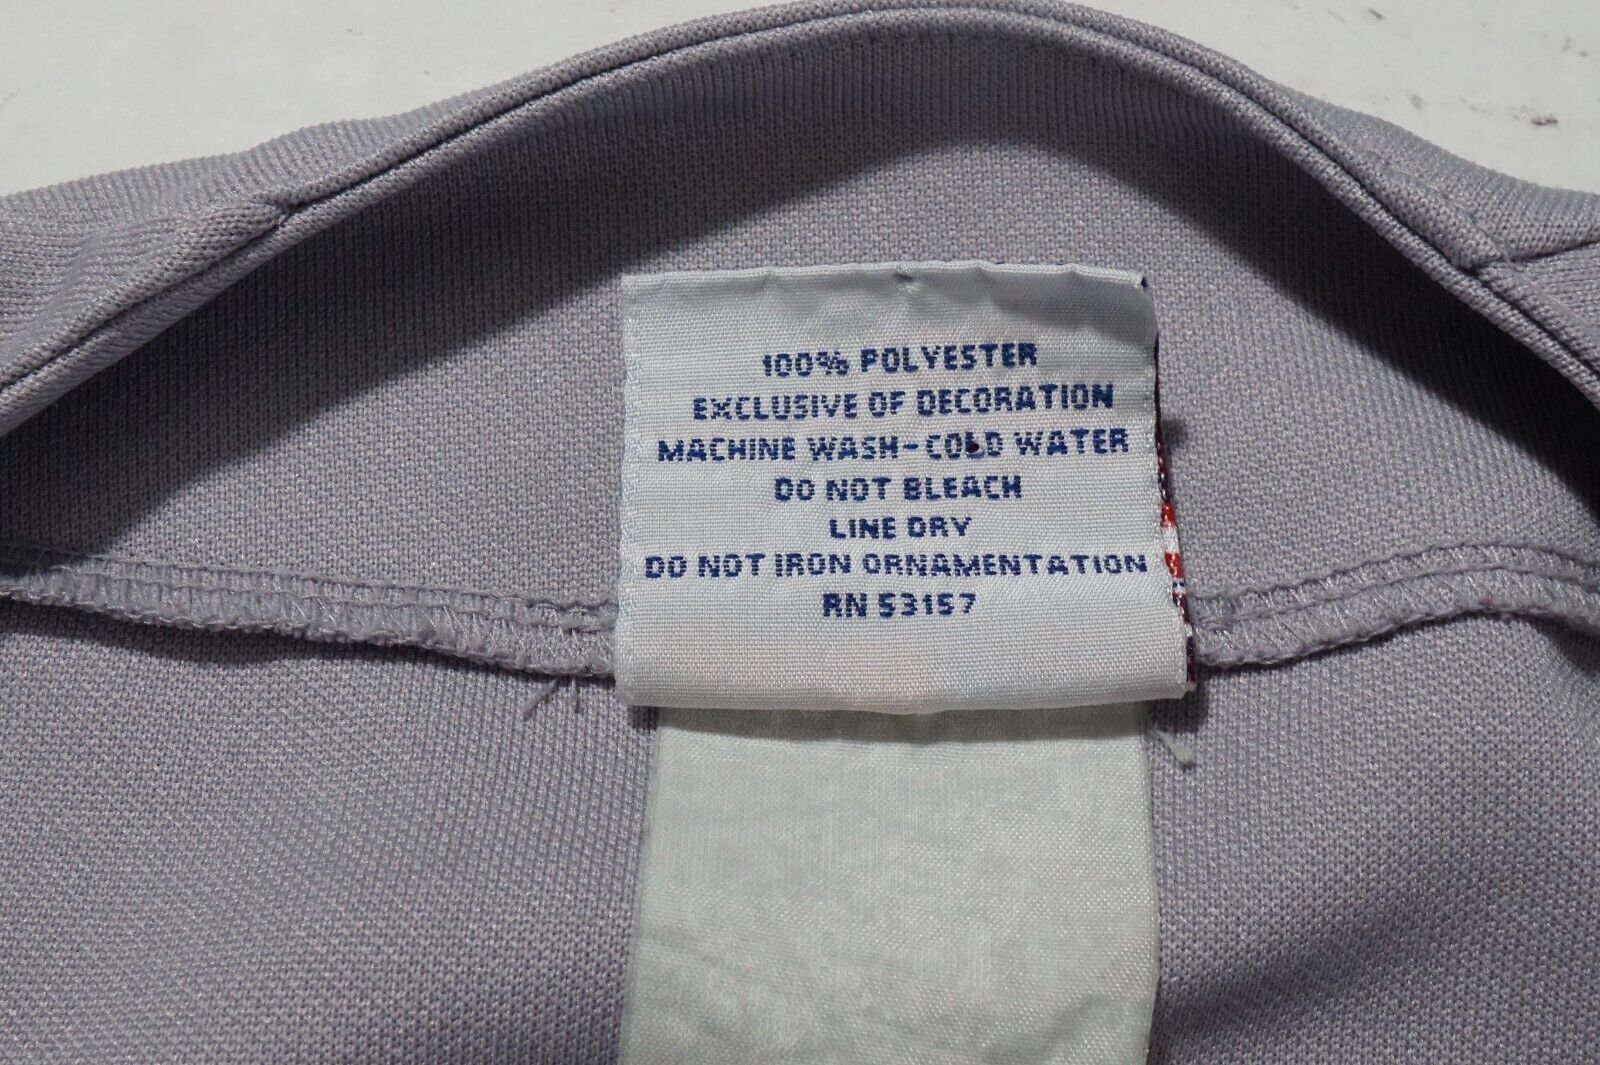 100% POLYESTER
EXCLUSIVE OF DECORATION
MACHINE WASH-COLD WATER
DO NOT BLEACH
LINE DRY
DO NOT IRON ORNAMENTATION
RN 53157